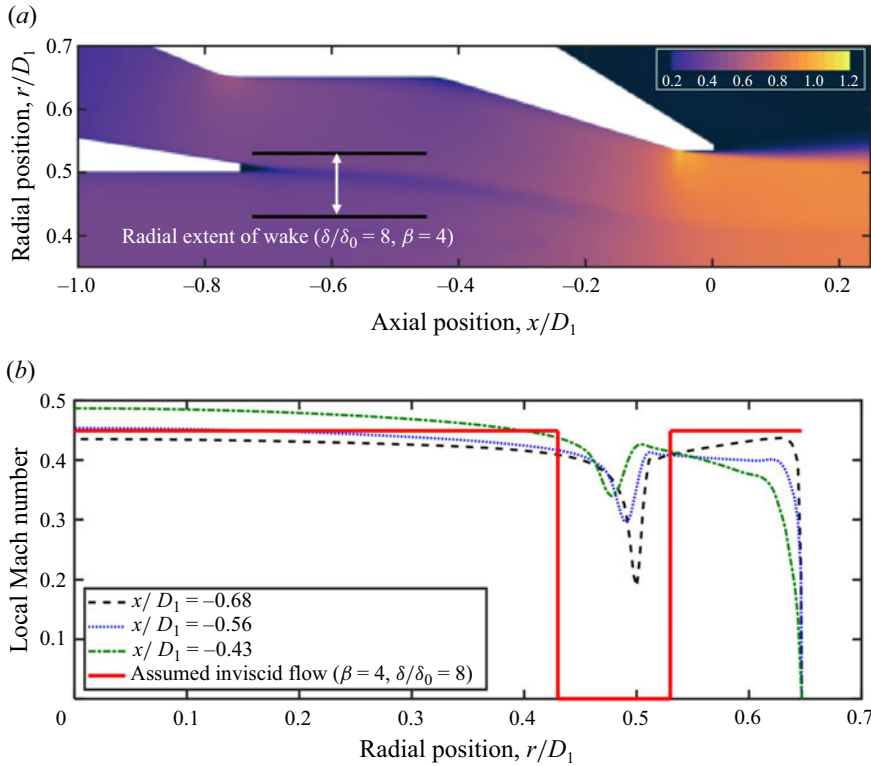 (a)
0.7
0.6
0.5
0.4
Radial position, r/D₁
0.2 0.4 0.6 0.8 1.0 1.2
Radial extent of wake (δ/δ₀ = 8, β = 4)
–1.0 –0.8 –0.6 –0.4 –0.2 0 0.2
Axial position, x/D₁
(b)
0.5
0.4
0.3
0.2
0.1
Local Mach number
x/ D₁ = –0.68
x/ D₁ = –0.56
x/ D₁ = –0.43
Assumed inviscid flow (β = 4, δ/δ₀ = 8)
0 0.1 0.2 0.3 0.4 0.5 0.6 0.7
Radial position, r/D₁